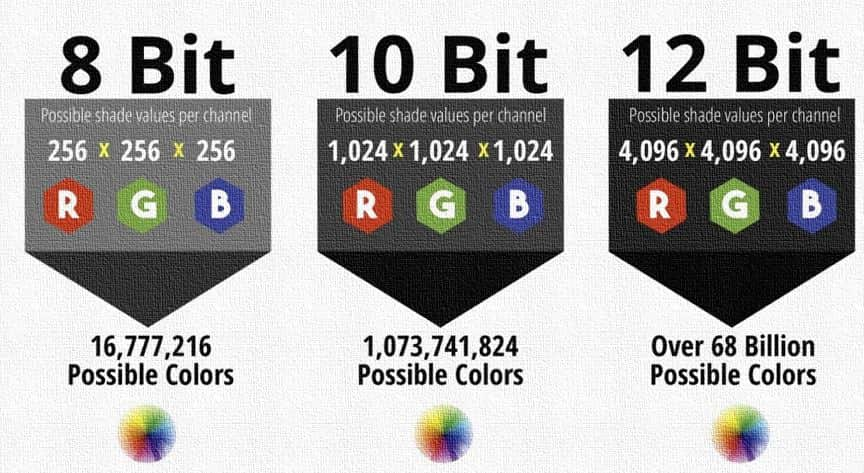 8 Bit
Possible shade values per channel
256 x 256 x 256
R G B
16,777,216
Possible Colors
10 Bit
Possible shade values per channel
1,024 x 1,024 x 1,024
R G B
1,073,741,824
Possible Colors
12 Bit
Possible shade values per channel
4,096 x 4,096 x 4,096
R G B
Over 68 Billion
Possible Colors